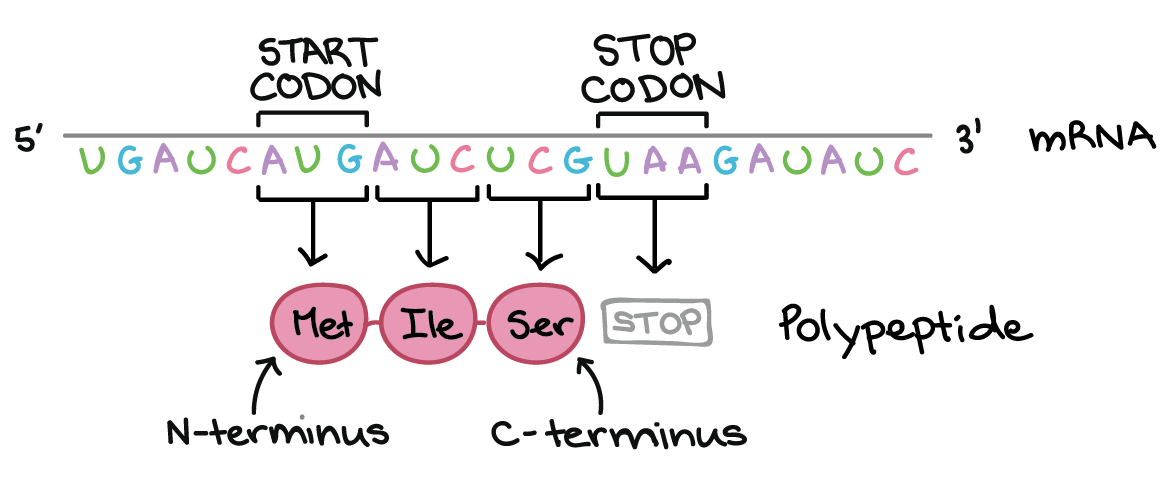 START
CODON
STOP
CODON
5' 3' mRNA
UGAUCAUGAUCUCGUAAGAUAUC
Met Ile Ser STOP Polypeptide
N-terminus C-terminus